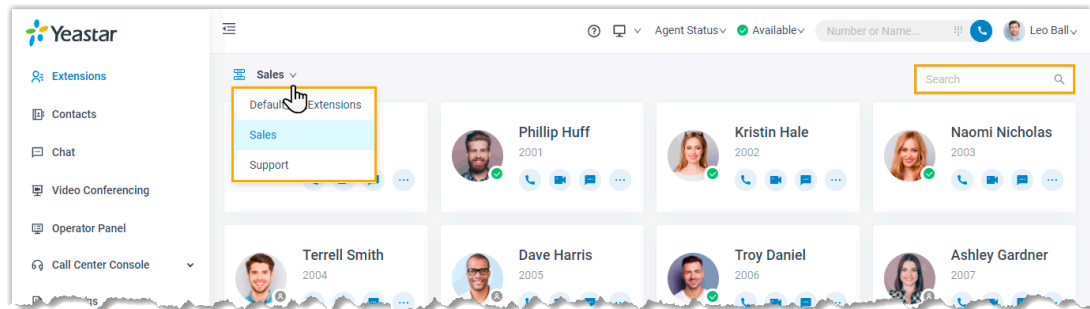 Yeastar
Agent Status
Available
Number or Name...
Leo Ball
Extensions
Sales
Search
Contacts
Extensions
Sales
Support
Phillip Huff
2001
Kristin Hale
2002
Naomi Nicholas
2003
Chat
Video Conferencing
Operator Panel
Call Center Console
Terrell Smith
2004
Dave Harris
2005
Troy Daniel
2006
Ashley Gardner
2007